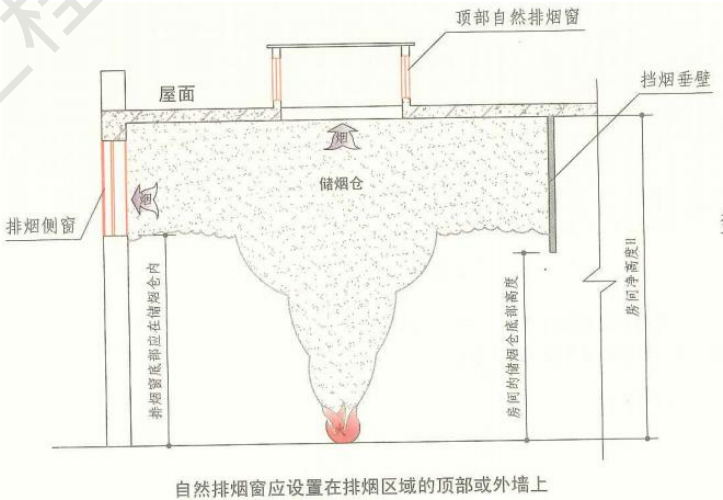 工程
顶部自然排烟窗
屋面
挡烟垂壁
烟
储烟仓
烟
排烟侧窗
排烟窗底部应在储烟仓内
房间的储烟仓底部高度
房间净高度H
自然排烟窗应设置在排烟区域的顶部或外墙上